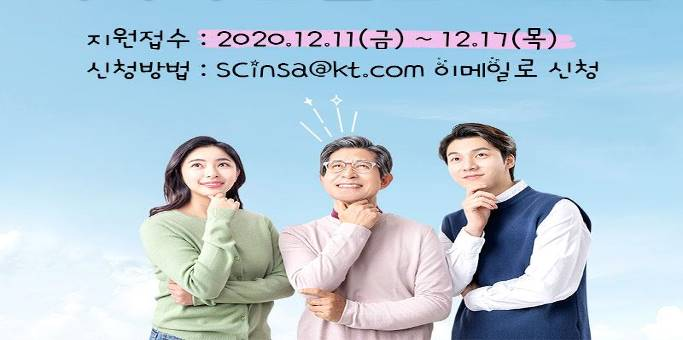 지원접수 : 2020.12.11(금) ~ 12.17(목)
신청방법 : scinsa@kt.com 이메일로 신청